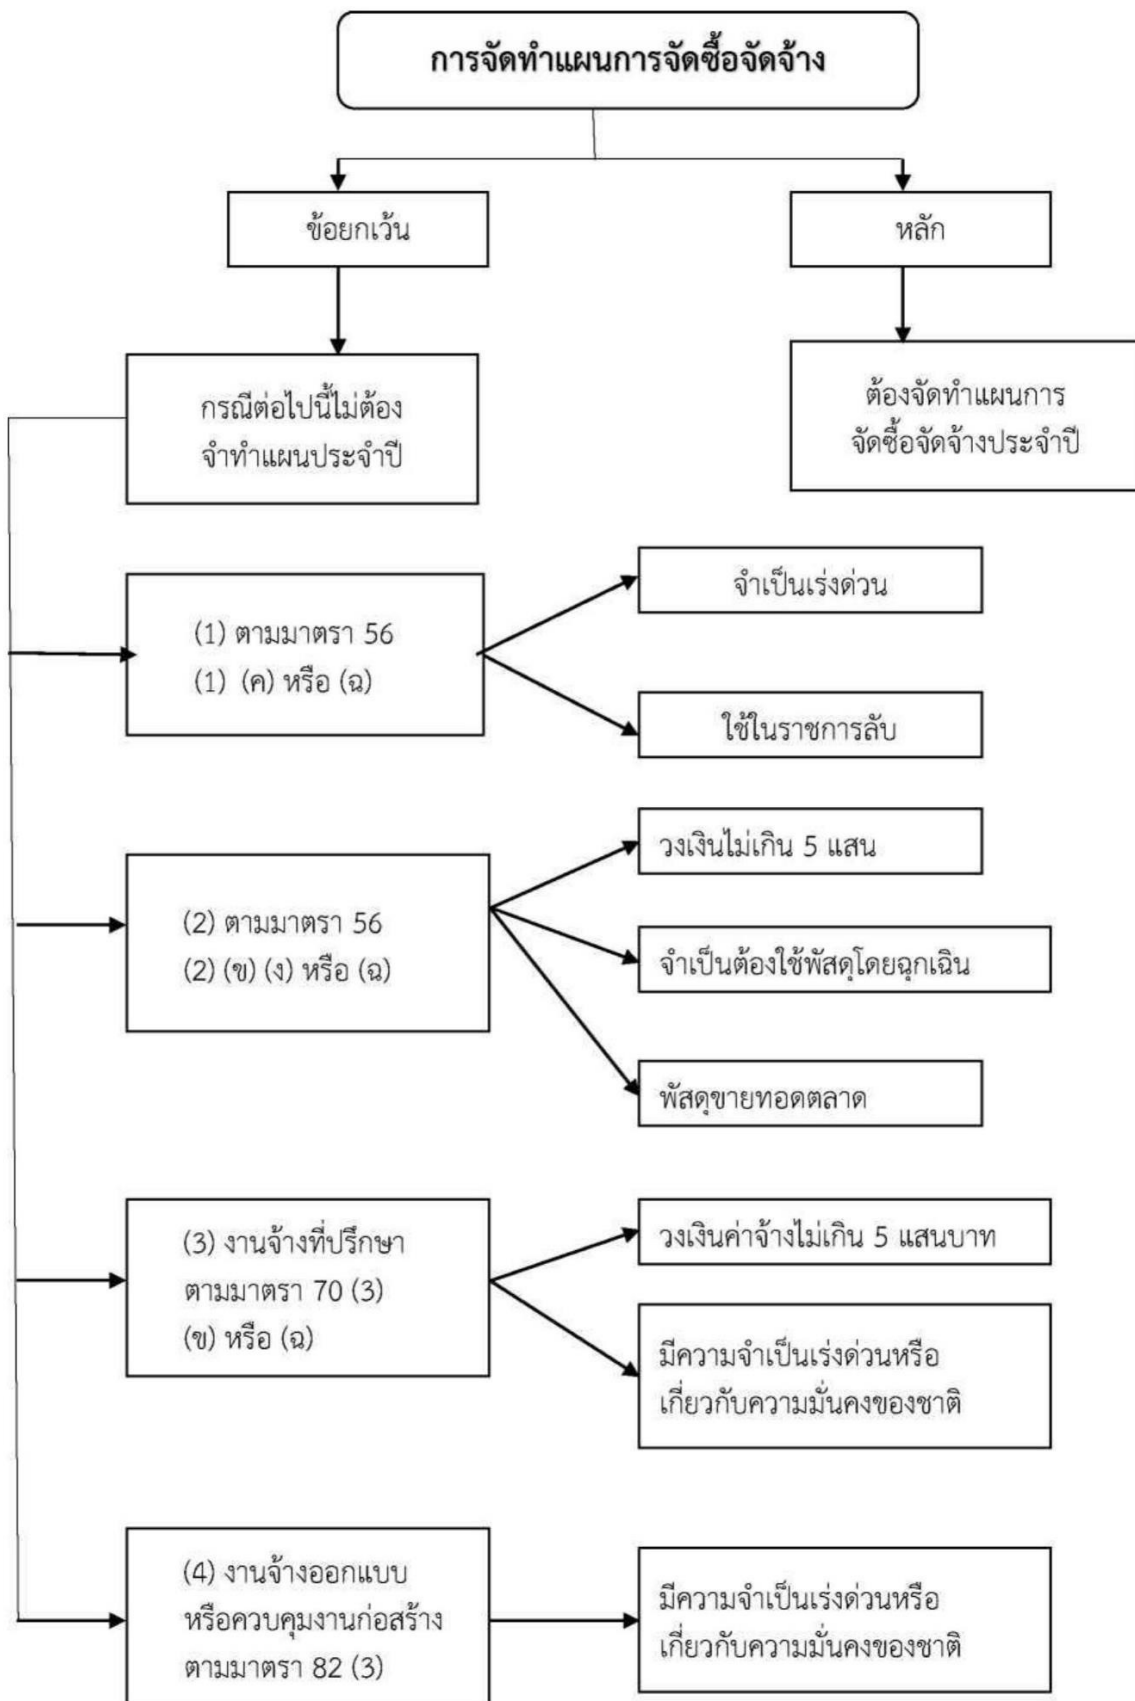 การจัดทำแผนการจัดซื้อจัดจ้าง
ข้อยกเว้น
หลัก
กรณีต่อไปนี้ไม่ต้อง
จำทำแผนประจำปี
ต้องจัดทำแผนการ
จัดซื้อจัดจ้างประจำปี
(1) ตามมาตรา 56
(1) (ค) หรือ (ฉ)
จำเป็นเร่งด่วน
ใช้ในราชการลับ
(2) ตามมาตรา 56
(2) (ข) (ง) หรือ (ฉ)
วงเงินไม่เกิน 5 แสน
จำเป็นต้องใช้พัสดุโดยฉุกเฉิน
พัสดุขายทอดตลาด
(3) งานจ้างที่ปรึกษา
ตามมาตรา 70 (3)
(ข) หรือ (ฉ)
วงเงินค่าจ้างไม่เกิน 5 แสนบาท
มีความจำเป็นเร่งด่วนหรือ
เกี่ยวกับความมั่นคงของชาติ
(4) งานจ้างออกแบบ
หรือควบคุมงานก่อสร้าง
ตามมาตรา 82 (3)
มีความจำเป็นเร่งด่วนหรือ
เกี่ยวกับความมั่นคงของชาติ